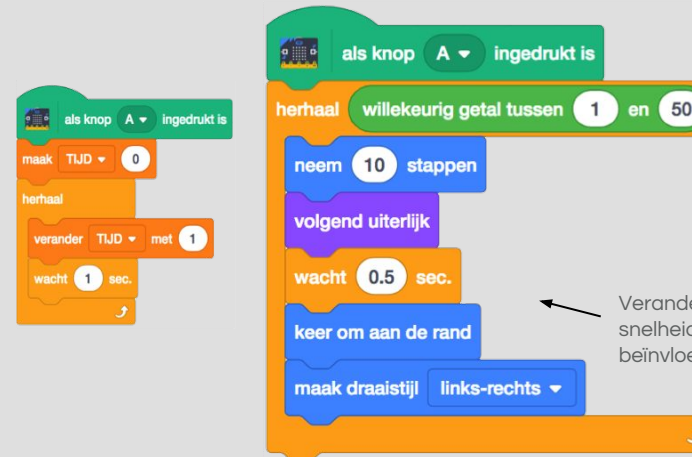 als knop A ingedrukt is
maak TIJD 0
herhaal
verander TIJD met 1
wacht 1 sec.
als knop A ingedrukt is
herhaal willekeurig getal tussen 1 en 50
neem 10 stappen
volgend uiterlijk
wacht 0.5 sec.
keer om aan de rand
maak draaistijl links-rechts